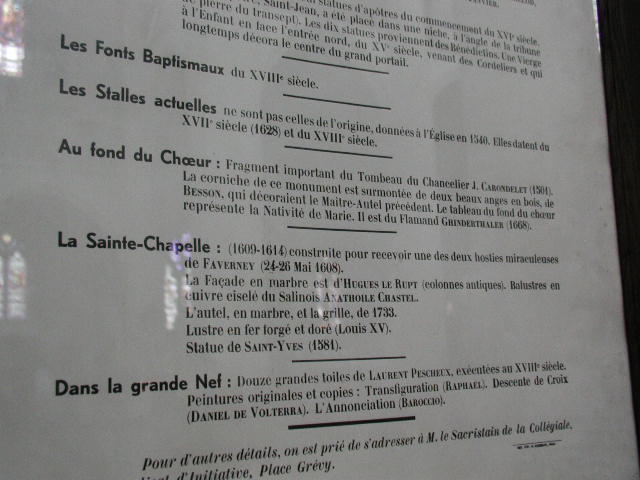 statues d'apôtres du commencement du XVIe siècle.
Saint-Jean, a été placé dans une niche, à l'angle de la tribune
de pierre du transept). Les dix statues proviennent des Bénédictins. Une Vierge
à l'Enfant en face l'entrée nord, du XVe siècle, venant des Cordeliers et qui
longtemps décora le centre du grand portail.
Les Fonts Baptismaux du XVIIIe siècle.
Les Stalles actuelles ne sont pas celles de l'origine, données à l'Église en 1340. Elles datent du
XVIIe siècle (1628) et du XVIIIe siècle.
Au fond du Chœur : Fragment important du Tombeau du Chancelier J. CARONDELET (1501).
La corniche de ce monument est surmontée de deux beaux anges en bois, de
BESSON, qui décoraient le Maitre-Autel précédent. Le tableau du fond du chœur
représente la Nativité de Marie. Il est du Flamand GHINDERTHALER (1668).
La Sainte-Chapelle : (1609-1614) construite pour recevoir une des deux hosties miraculeuses
de FAVERNEY (24-26 Mai 1608).
La Façade en marbre est d'HUGUES LE RUPT (colonnes antiques). Balustres en
cuivre ciselé du Salinois ANATHOILE CHASTEL.
L'autel, en marbre, et la grille, de 1733.
Lustre en fer forgé et doré (Louis XV).
Statue de SAINT-YVES (1581).
Dans la grande Nef : Douze grandes toiles de LAURENT PESCHEUX, exécutées au XVIIIe siècle.
Peintures originales et copies : Transfiguration (RAPHAEL). Descente de Croix
(DANIEL DE VOLTERRA). L'Annonciation (BAROCCIO).
Pour d'autres détails, on est prié de s'adresser à M. le Sacristain de la Collégiale,
d'Initiative, Place Grévy.